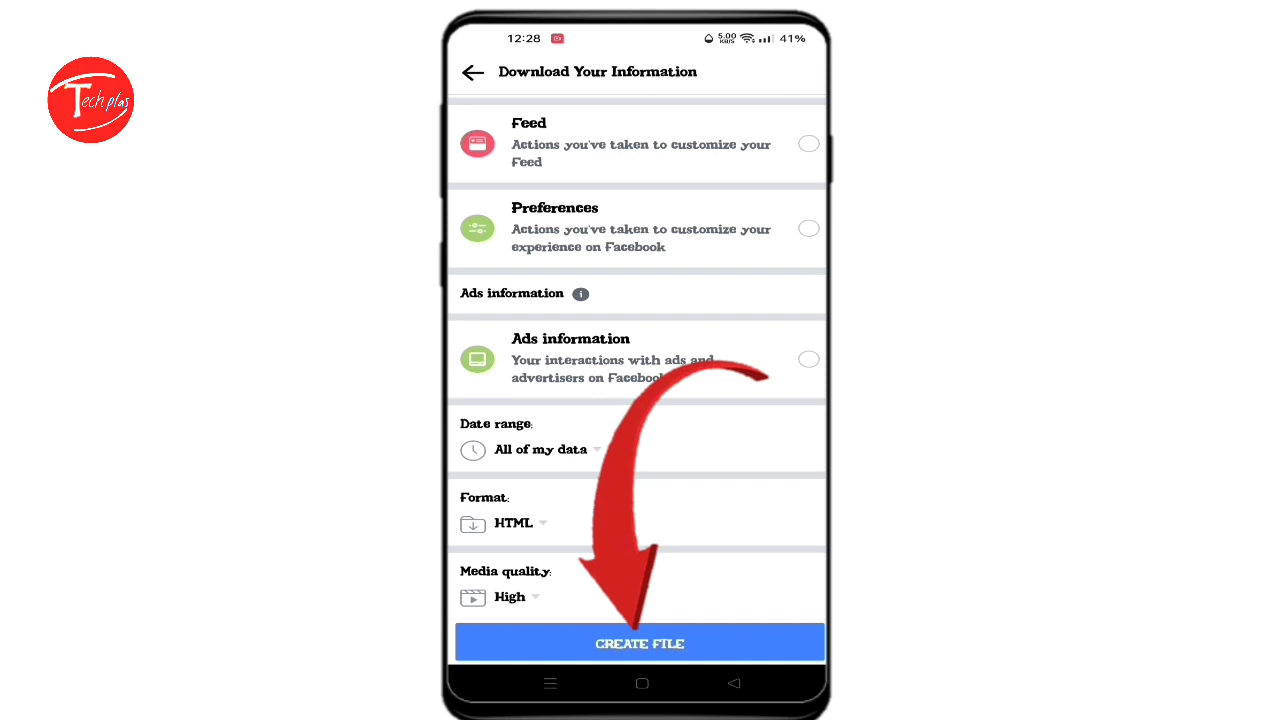 Tech plas
12:28
5.00
KB/S
41%
Download Your Information
Feed
Actions you've taken to customize your
Feed
Preferences
Actions you've taken to customize your
experience on Facebook
Ads information
Ads information
Your interactions with ads and
advertisers on Facebook
Date range:
All of my data
Format:
HTML
Media quality:
High
CREATE FILE